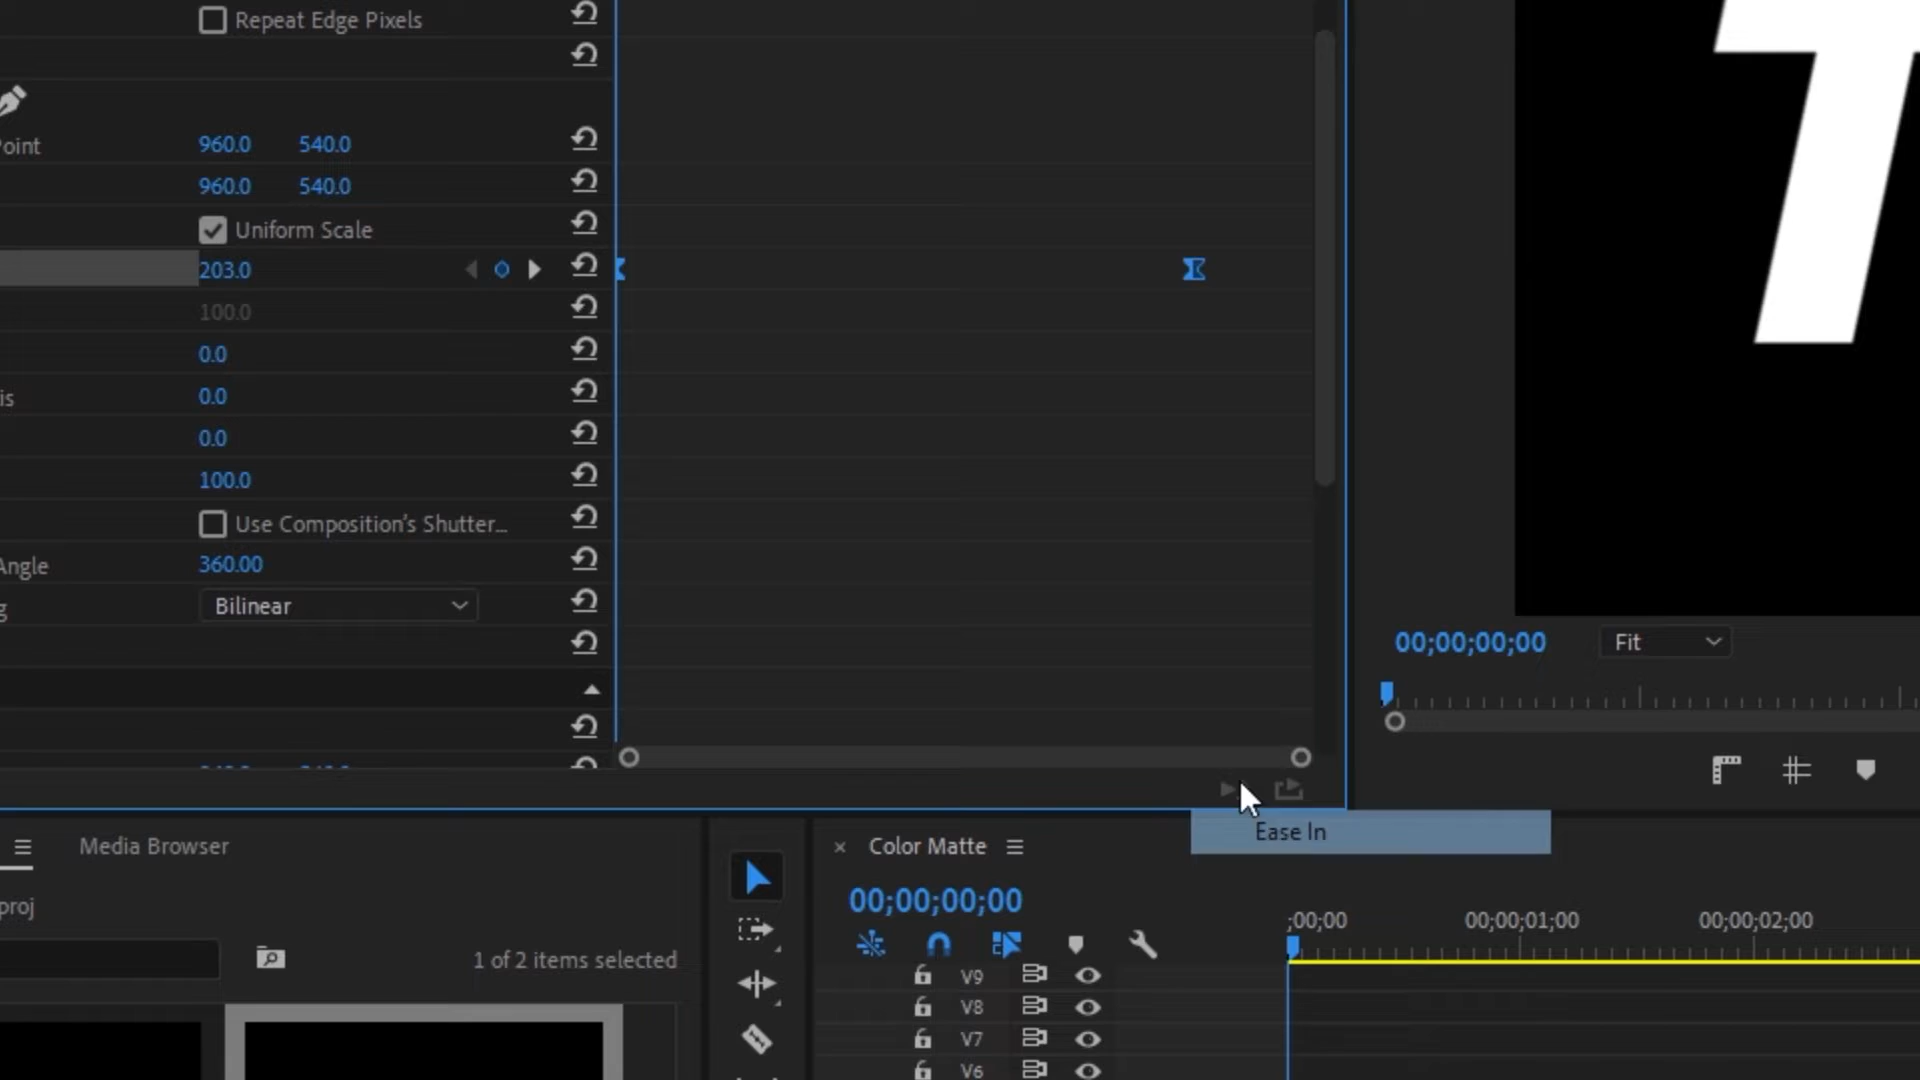 Repeat Edge Pixels
Point 960.0 540.0
960.0 540.0
Uniform Scale
203.0
100.0
0.0
is 0.0
0.0
100.0
Use Composition's Shutter...
Angle 360.00
g Bilinear
00;00;00;00 Fit
Ease In
Media Browser
× Color Matte
proj
00;00;00;00
;00;00 00;00;01;00 00;00;02;00
1 of 2 items selected
V9
V8
V7
V6